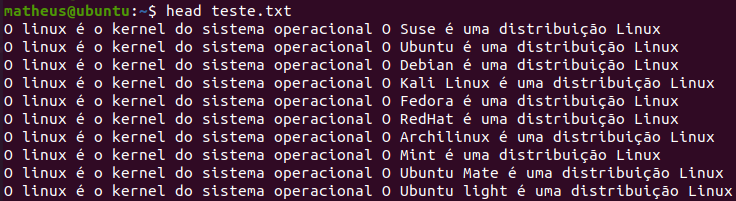 matheus@ubuntu:~$ head teste.txt
O linux é o kernel do sistema operacional O Suse é uma distribuição Linux
O linux é o kernel do sistema operacional O Ubuntu é uma distribuição Linux
O linux é o kernel do sistema operacional O Debian é uma distribuição Linux
O linux é o kernel do sistema operacional O Kali Linux é uma distribuição Linux
O linux é o kernel do sistema operacional O Fedora é uma distribuição Linux
O linux é o kernel do sistema operacional O RedHat é uma distribuição Linux
O linux é o kernel do sistema operacional O Archilinux é uma distribuição Linux
O linux é o kernel do sistema operacional O Mint é uma distribuição Linux
O linux é o kernel do sistema operacional O Ubuntu Mate é uma distribuição Linux
O linux é o kernel do sistema operacional O Ubuntu light é uma distribuição Linux